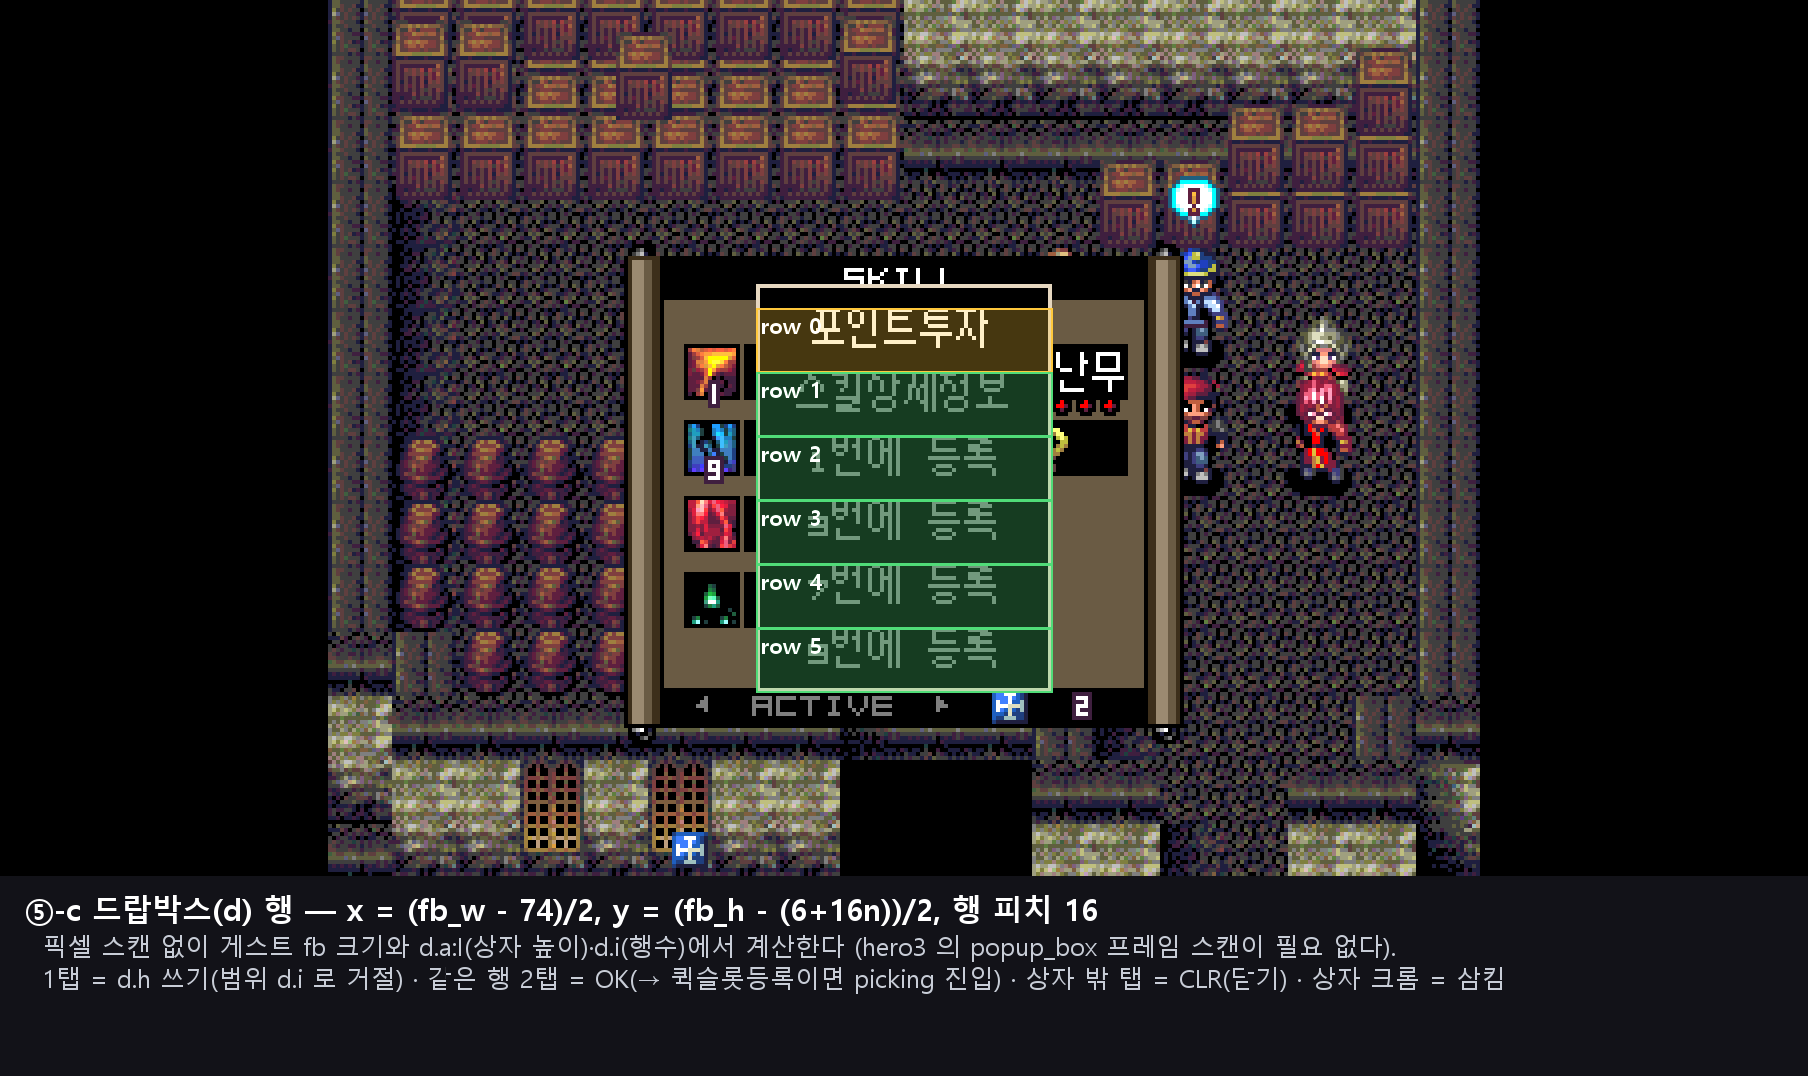 !
SKILL
row 0 포인트투자
1 row 1 스킬상세정보 난무
9 row 2 1번에 등록
row 3 번에 등록
row 4 번에 등록
row 5 번에 등록
ACTIVE 2
⑤-c 드랍박스(d) 행 — x = (fb_w - 74)/2, y = (fb_h - (6+16n))/2, 행 피치 16
픽셀 스캔 없이 게스트 fb 크기와 d.a:I(상자 높이)·d.i(행수)에서 계산한다 (hero3 의 popup_box 프레임 스캔이 필요 없다).
1탭 = d.h 쓰기(범위 d.i 로 거절) · 같은 행 2탭 = OK(→ 퀵슬롯등록이면 picking 진입) · 상자 밖 탭 = CLR(닫기) · 상자 크롬 = 삼킴